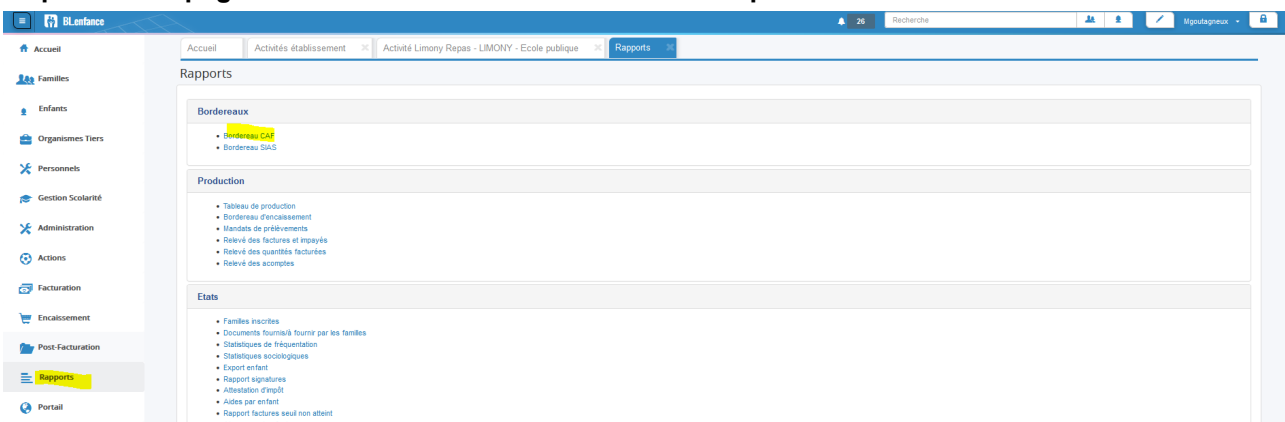 BL.enfance
26
Recherche
Mgoutagneux
Accueil
Familles
Enfants
Organismes Tiers
Personnels
Gestion Scolarité
Administration
Actions
Facturation
Encaissement
Post-Facturation
Rapports
Portail
Accueil
Activités établissement
Activité Limony Repas - LIMONY - Ecole publique
Rapports
Rapports
Bordereaux
Bordereau CAF
Bordereau SIAS
Production
Tableau de production
Bordereau d'encaissement
Mandats de prélèvements
Relevé des factures et impayés
Relevé des quantités facturées
Relevé des acomptes
Etats
Familles inscrites
Documents fournis/à fournir par les familles
Statistiques de fréquentation
Statistiques sociologiques
Export enfant
Rapport signatures
Attestation d'impôt
Aides par enfant
Rapport factures seuil non atteint